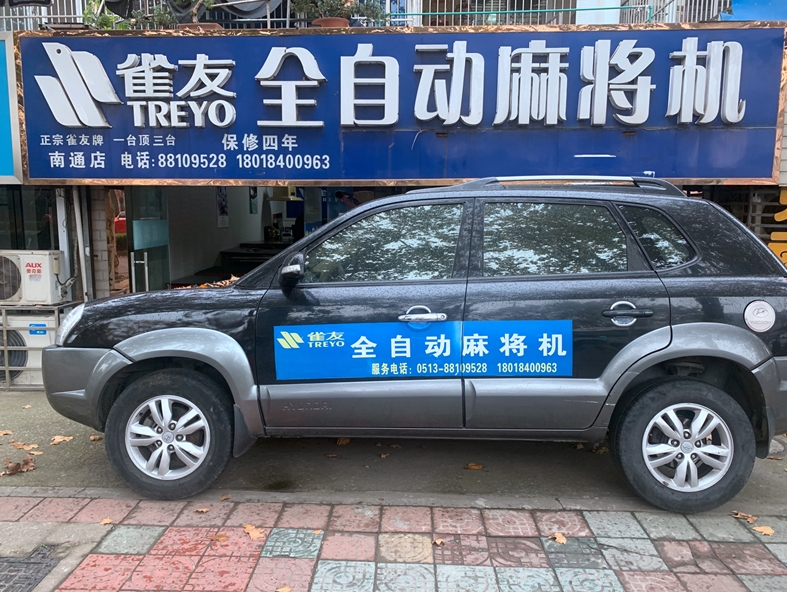 雀友 全自动麻将机
TREYO
正宗雀友牌 一台顶三台 保修四年
南通店 电话:88109528 18018400963
AUX
雀友 全自动麻将机
TREYO
服务电话: 0513-88109528 18018400963